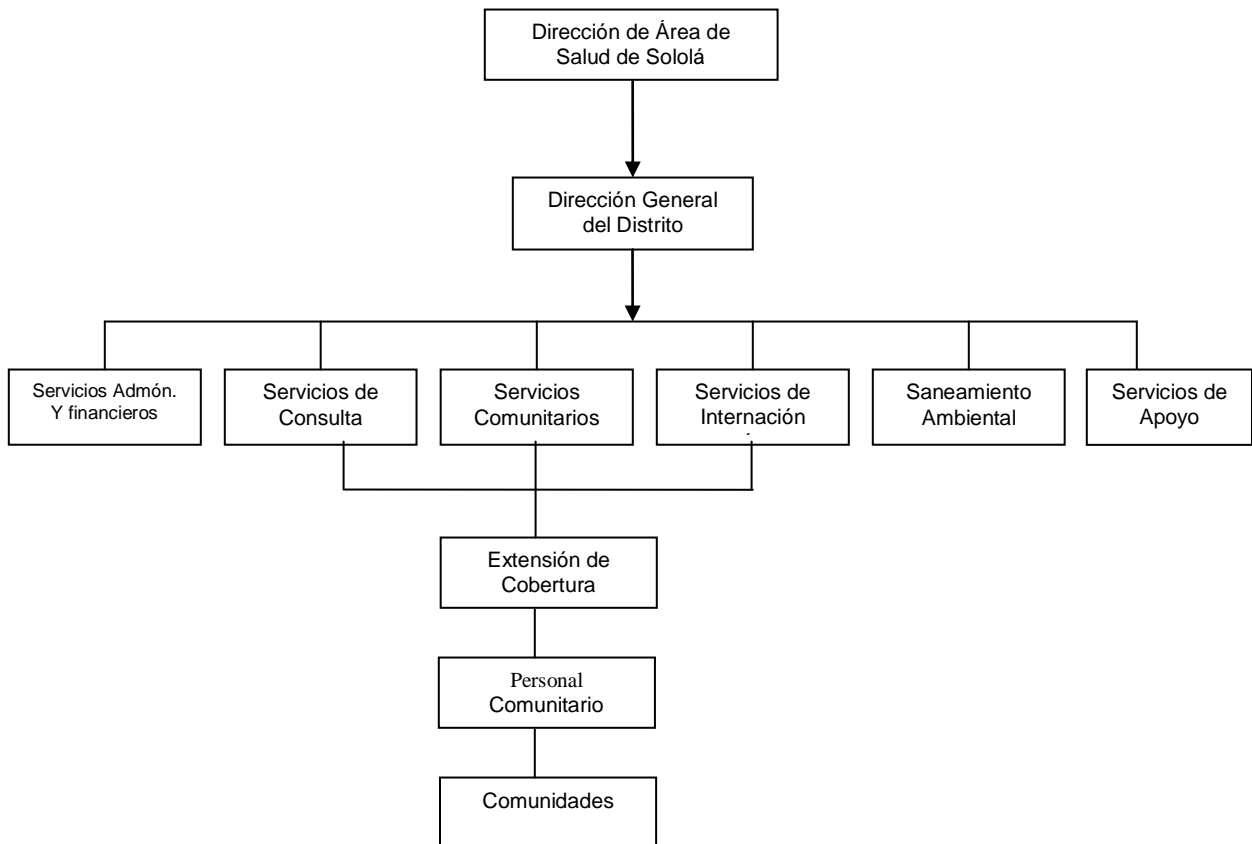 Dirección de Área de
Salud de Sololá
Dirección General
del Distrito
Servicios Admón.
Y financieros
Servicios de
Consulta
Servicios
Comunitarios
Servicios de
Internación
Saneamiento
Ambiental
Servicios de
Apoyo
Extensión de
Cobertura
Personal
Comunitario
Comunidades